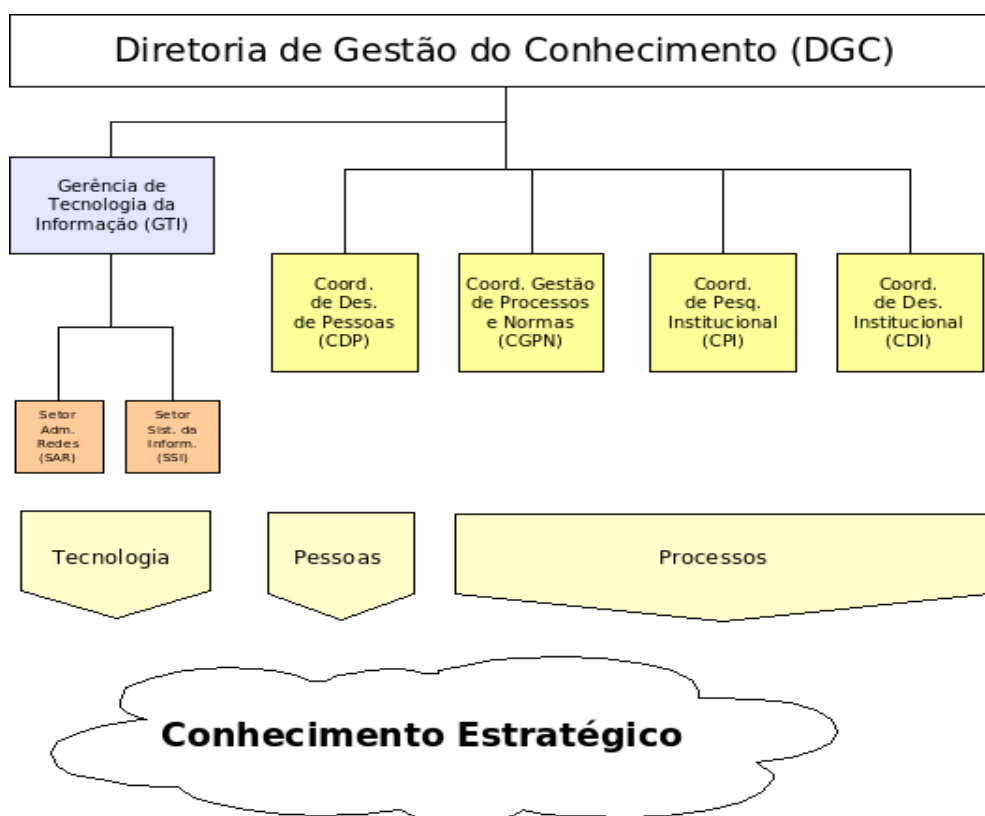 Diretoria de Gestão do Conhecimento (DGC)
Gerência de
Tecnologia da
Informação (GTI)
Coord.
de Des.
de Pessoas
(CDP)
Coord. Gestão
de Processos
e Normas
(CGPN)
Coord.
de Pesq.
Institucional
(CPI)
Coord.
de Des.
Institucional
(CDI)
Setor
Adm.
Redes
(SAR)
Setor
Sist. da
Inform.
(SSI)
Tecnologia
Pessoas
Processos
Conhecimento Estratégico